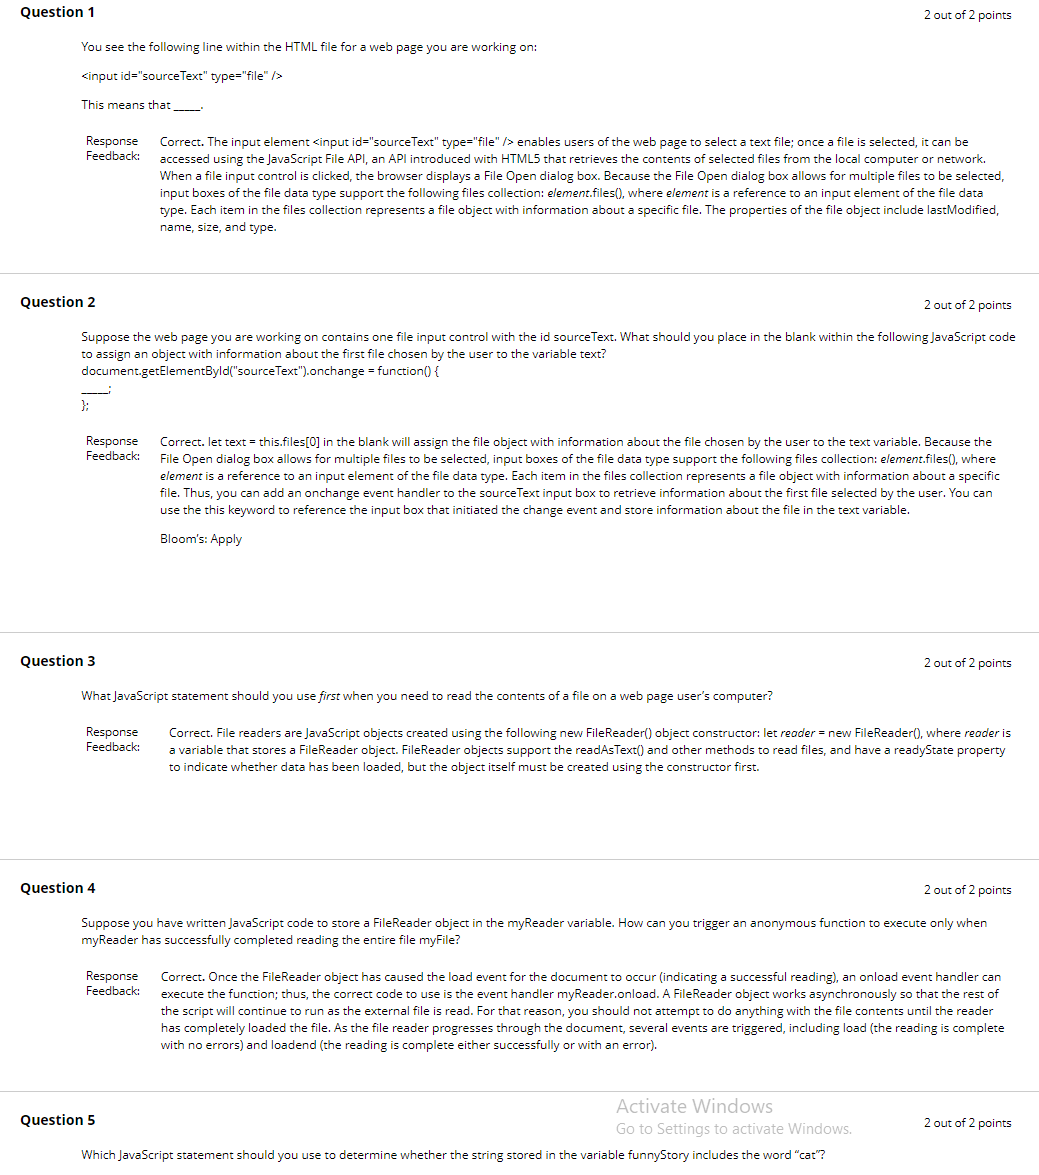 Question 1
2 out of 2 points
You see the following line within the HTML file for a web page you are working on:
<input id="sourceText" type="file" />
This means that _____.
Response
Feedback:
Correct. The input element <input id="sourceText" type="file" /> enables users of the web page to select a text file; once a file is selected, it can be
accessed using the JavaScript File API, an API introduced with HTML5 that retrieves the contents of selected files from the local computer or network.
When a file input control is clicked, the browser displays a File Open dialog box. Because the File Open dialog box allows for multiple files to be selected,
input boxes of the file data type support the following files collection: element.files(), where element is a reference to an input element of the file data
type. Each item in the files collection represents a file object with information about a specific file. The properties of the file object include lastModified,
name, size, and type.
Question 2
2 out of 2 points
Suppose the web page you are working on contains one file input control with the id sourceText. What should you place in the blank within the following JavaScript code
to assign an object with information about the first file chosen by the user to the variable text?
document.getElementById("sourceText").onchange = function() {
_____;
};
Response
Feedback:
Correct. let text = this.files[0] in the blank will assign the file object with information about the file chosen by the user to the text variable. Because the
File Open dialog box allows for multiple files to be selected, input boxes of the file data type support the following files collection: element.files(), where
element is a reference to an input element of the file data type. Each item in the files collection represents a file object with information about a specific
file. Thus, you can add an onchange event handler to the sourceText input box to retrieve information about the first file selected by the user. You can
use the this keyword to reference the input box that initiated the change event and store information about the file in the text variable.
Bloom's: Apply
Question 3
2 out of 2 points
What JavaScript statement should you use first when you need to read the contents of a file on a web page user's computer?
Response
Feedback:
Correct. File readers are JavaScript objects created using the following new FileReader() object constructor: let reader = new FileReader(), where reader is
a variable that stores a FileReader object. FileReader objects support the readAsText() and other methods to read files, and have a readyState property
to indicate whether data has been loaded, but the object itself must be created using the constructor first.
Question 4
2 out of 2 points
Suppose you have written JavaScript code to store a FileReader object in the myReader variable. How can you trigger an anonymous function to execute only when
myReader has successfully completed reading the entire file myFile?
Response
Feedback:
Correct. Once the FileReader object has caused the load event for the document to occur (indicating a successful reading), an onload event handler can
execute the function; thus, the correct code to use is the event handler myReader.onload. A FileReader object works asynchronously so that the rest of
the script will continue to run as the external file is read. For that reason, you should not attempt to do anything with the file contents until the reader
has completely loaded the file. As the file reader progresses through the document, several events are triggered, including load (the reading is complete
with no errors) and loadend (the reading is complete either successfully or with an error).
Activate Windows
Go to Settings to activate Windows.
Question 5
2 out of 2 points
Which JavaScript statement should you use to determine whether the string stored in the variable funnyStory includes the word "cat"?